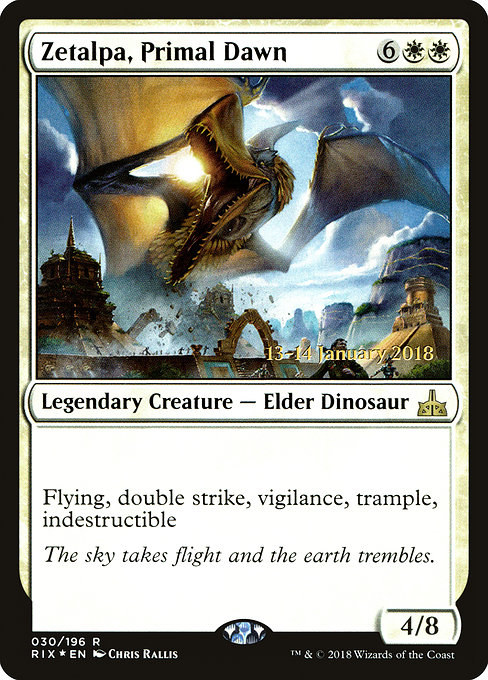 Zetalpa, Primal Dawn 6
13-14 January 2018
Legendary Creature — Elder Dinosaur
Flying, double strike, vigilance, trample,
indestructible
The sky takes flight and the earth trembles.
4/8
030/196 R
RIX★EN Chris Rallis
™ & © 2018 Wizards of the Coast